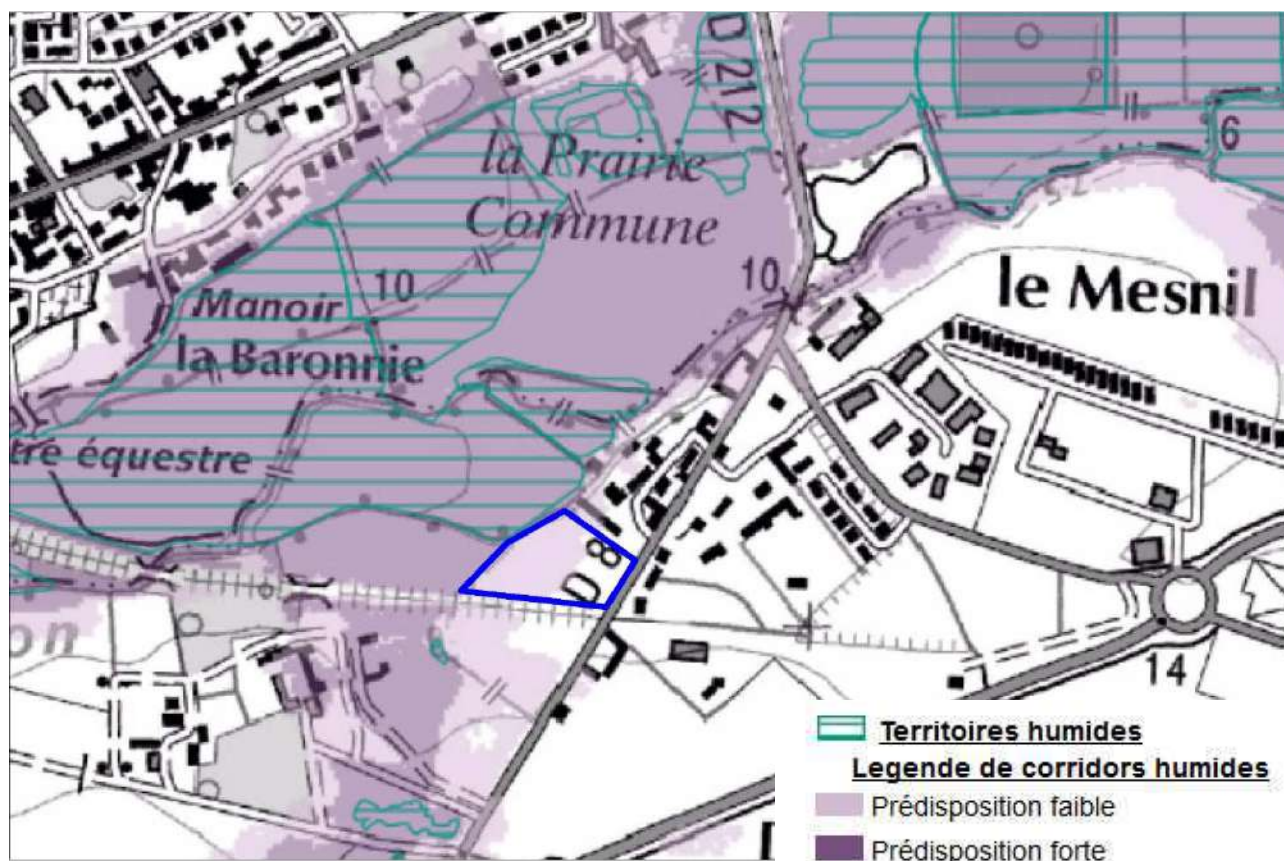 D 212
la Prairie
Commune
6
10
10
le Mesnil
Manoir
la Baronnie
tre équestre
D 8
on
14
Territoires humides
Legende de corridors humides
Prédisposition faible
Prédisposition forte